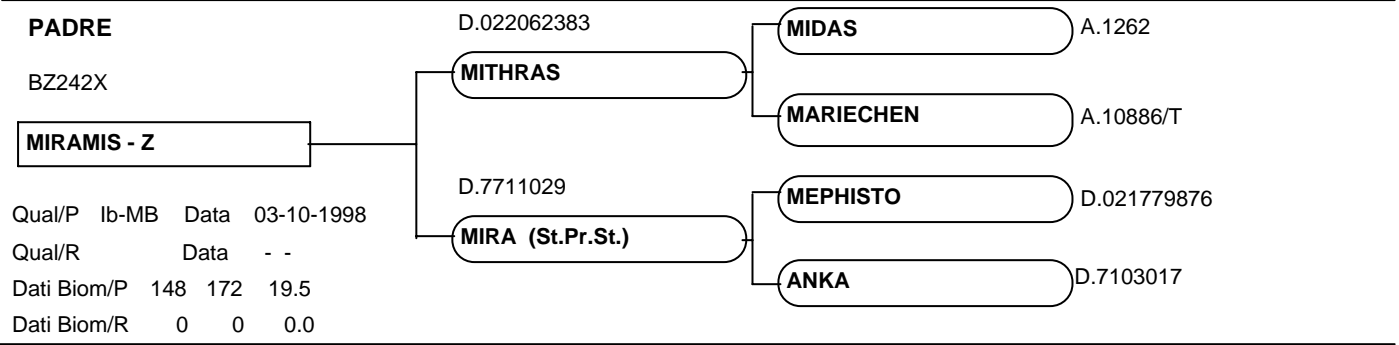 PADRE
BZ242X
MIRAMIS - Z
Qual/P Ib-MB Data 03-10-1998
Qual/R Data - -
Dati Biom/P 148 172 19.5
Dati Biom/R 0 0 0.0
D.022062383
MITHRAS
D.7711029
MIRA (St.Pr.St.)
MIDAS A.1262
MARIECHEN A.10886/T
MEPHISTO D.021779876
ANKA D.7103017